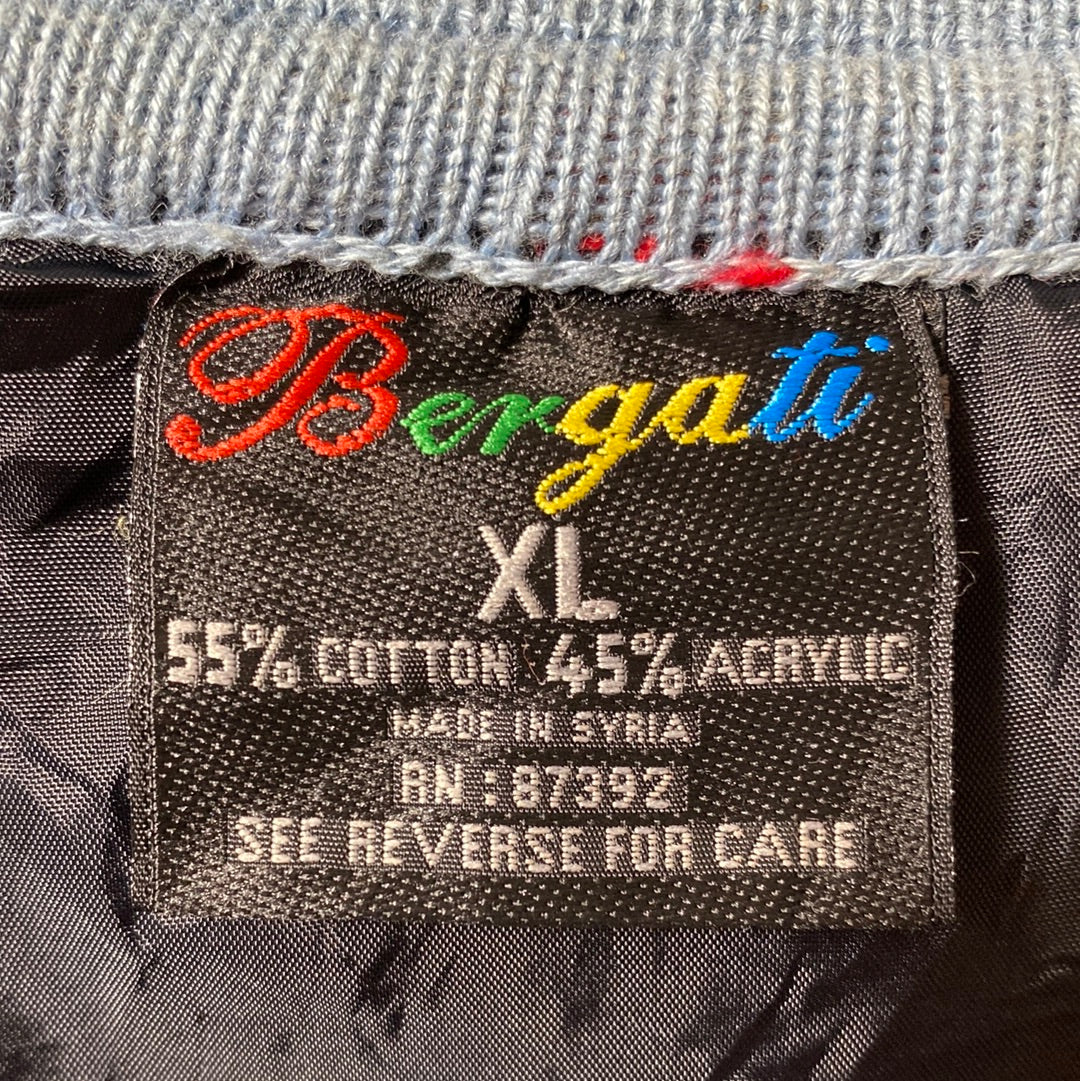 Bergati
XL
55% COTTON 45% ACRYLIC
MADE IN SYRIA
RN : 87392
SEE REVERSE FOR CARE